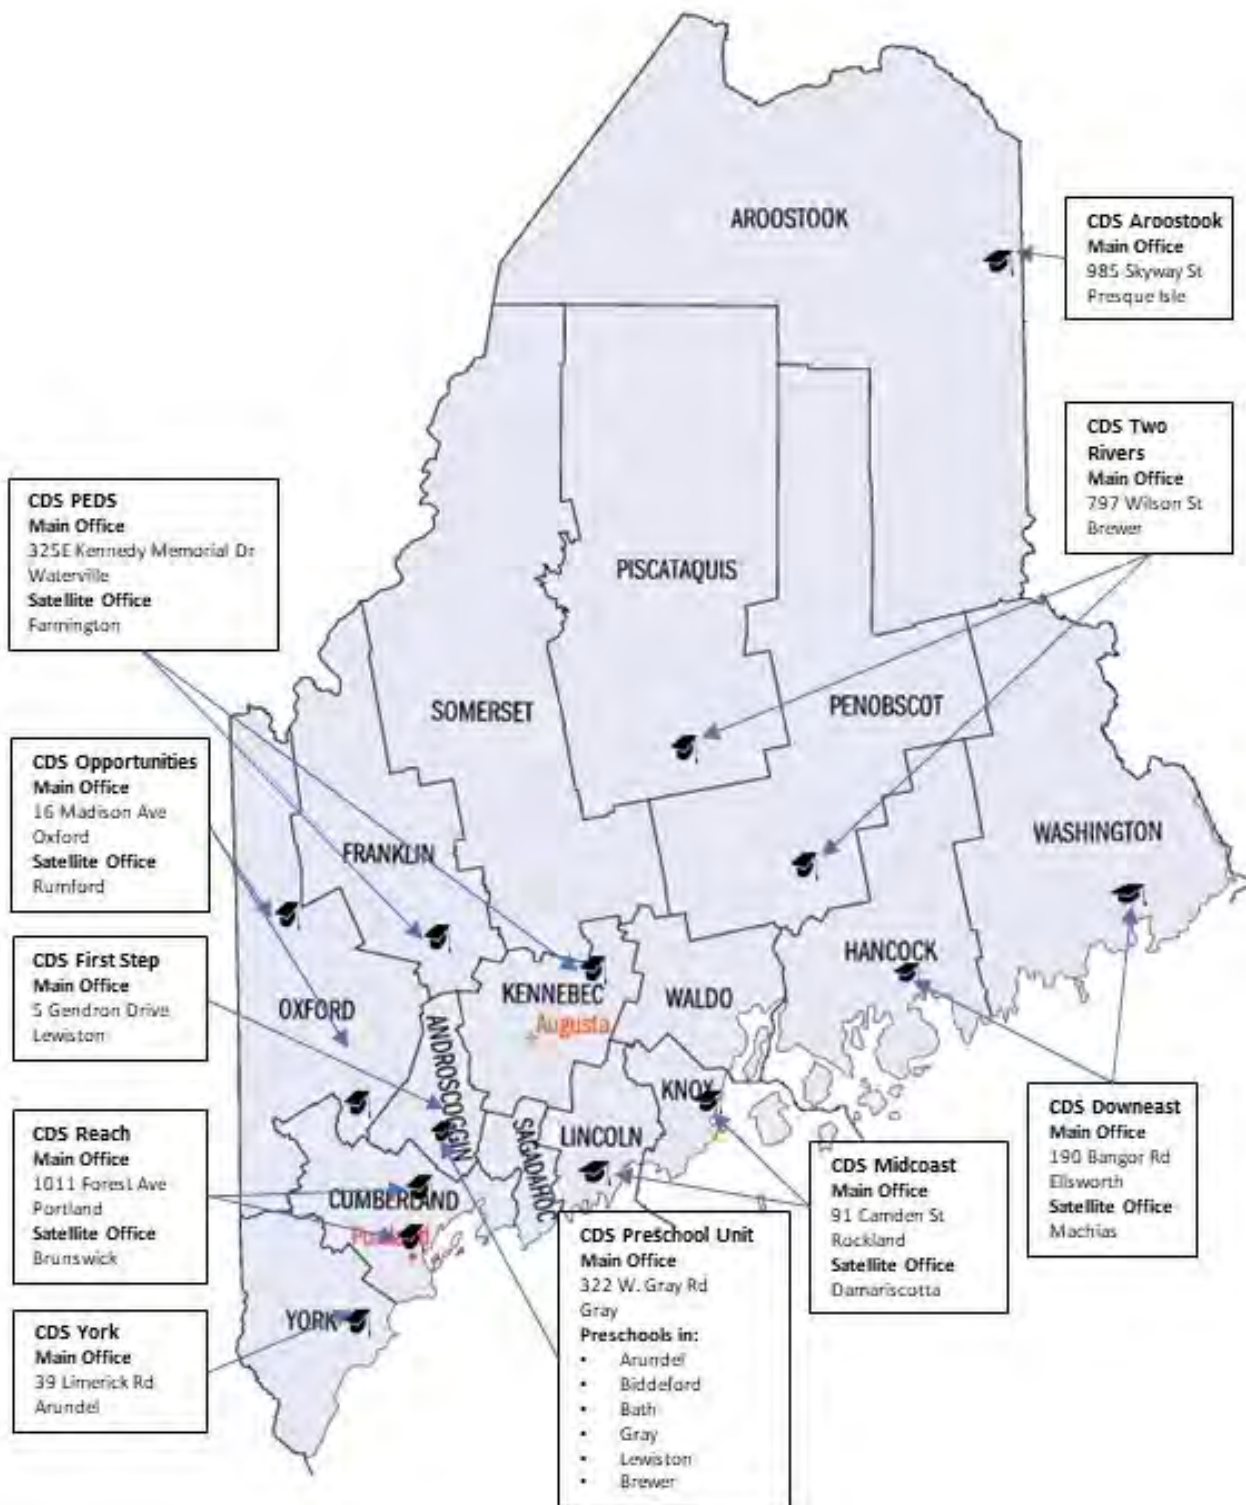 AROOSTOOK
CDS Aroostook
Main Office
985 Skyway St
Presque Isle
CDS Two
Rivers
Main Office
797 Wilson St
Brewer
CDS PEDS
Main Office
325E Kennedy Memorial Dr
Waterville
Satellite Office
Farmington
PISCATAQUIS
SOMERSET
PENOBSCOT
CDS Opportunities
Main Office
16 Madison Ave
Oxford
Satellite Office
Rumford
FRANKLIN
WASHINGTON
HANCOCK
CDS First Step
Main Office
5 Gendron Drive
Lewiston
OXFORD
KENNEBEC
Augusta
WALDO
ANDROSCOGGIN
KNOX
LINCOLN
SAGADAHOC
CDS Reach
Main Office
1011 Forest Ave
Portland
Satellite Office
Brunswick
CUMBERLAND
CDS Downeast
Main Office
190 Bangor Rd
Ellsworth
Satellite Office
Machias
CDS Midcoast
Main Office
91 Camden St
Rockland
Satellite Office
Damariscotta
CDS PreSchool Unit
Main Office
322 W. Gray Rd
Gray
Preschools in:
• Arundel
• Biddeford
• Bath
• Gray
• Lewiston
• Brewer
YORK
CDS York
Main Office
39 Limerick Rd
Arundel